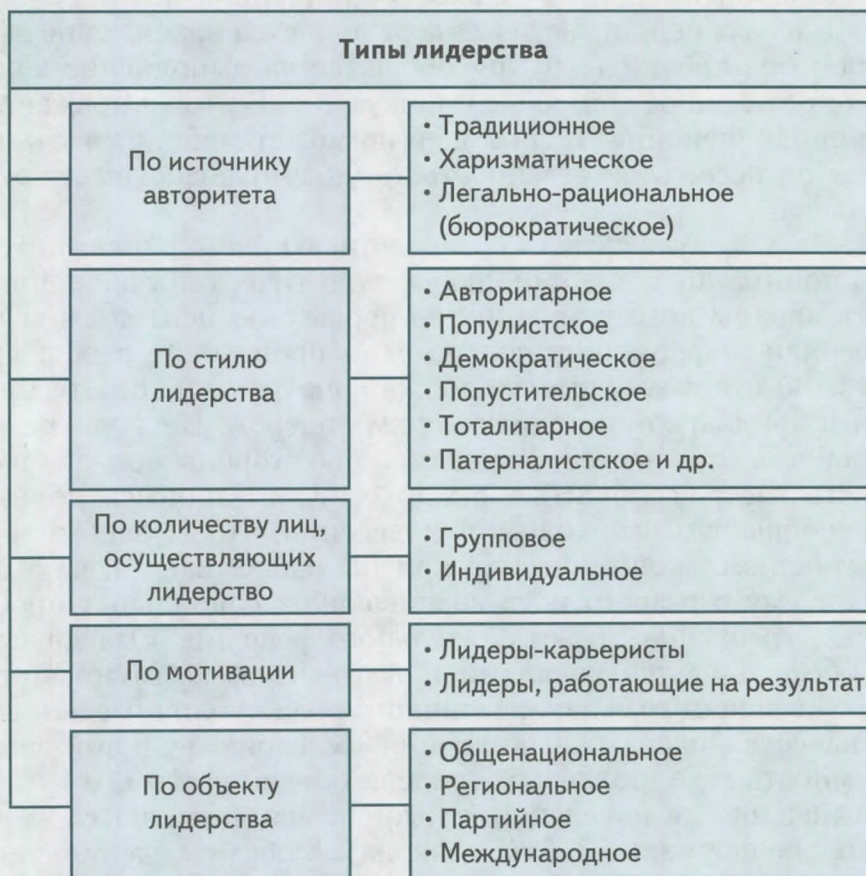 Типы лидерства
По источнику
авторитета
• Традиционное
• Харизматическое
• Легально-рациональное
(бюрократическое)
По стилю
лидерства
• Авторитарное
• Популистское
• Демократическое
• Попустительское
• Тоталитарное
• Патерналистское и др.
По количеству лиц,
осуществляющих
лидерство
• Групповое
• Индивидуальное
По мотивации
• Лидеры-карьеристы
• Лидеры, работающие на результат
По объекту
лидерства
• Общенациональное
• Региональное
• Партийное
• Международное